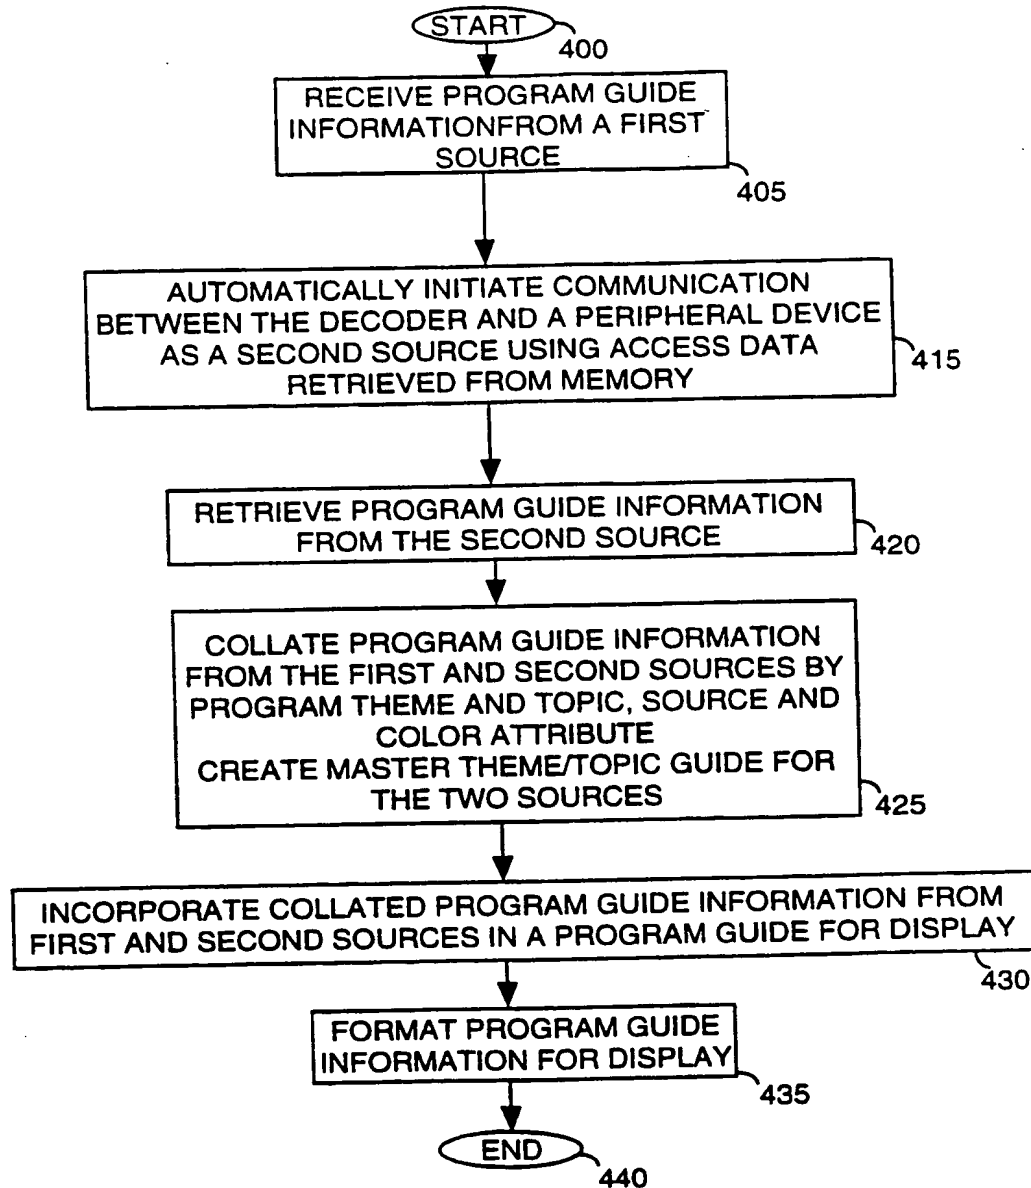 START
400
RECEIVE PROGRAM GUIDE
INFORMATIONFROM A FIRST
SOURCE
405
AUTOMATICALLY INITIATE COMMUNICATION
BETWEEN THE DECODER AND A PERIPHERAL DEVICE
AS A SECOND SOURCE USING ACCESS DATA
RETRIEVED FROM MEMORY
415
RETRIEVE PROGRAM GUIDE INFORMATION
FROM THE SECOND SOURCE
420
COLLATE PROGRAM GUIDE INFORMATION
FROM THE FIRST AND SECOND SOURCES BY
PROGRAM THEME AND TOPIC, SOURCE AND
COLOR ATTRIBUTE
CREATE MASTER THEME/TOPIC GUIDE FOR
THE TWO SOURCES
425
INCORPORATE COLLATED PROGRAM GUIDE INFORMATION FROM
FIRST AND SECOND SOURCES IN A PROGRAM GUIDE FOR DISPLAY
430
FORMAT PROGRAM GUIDE
INFORMATION FOR DISPLAY
435
END
440